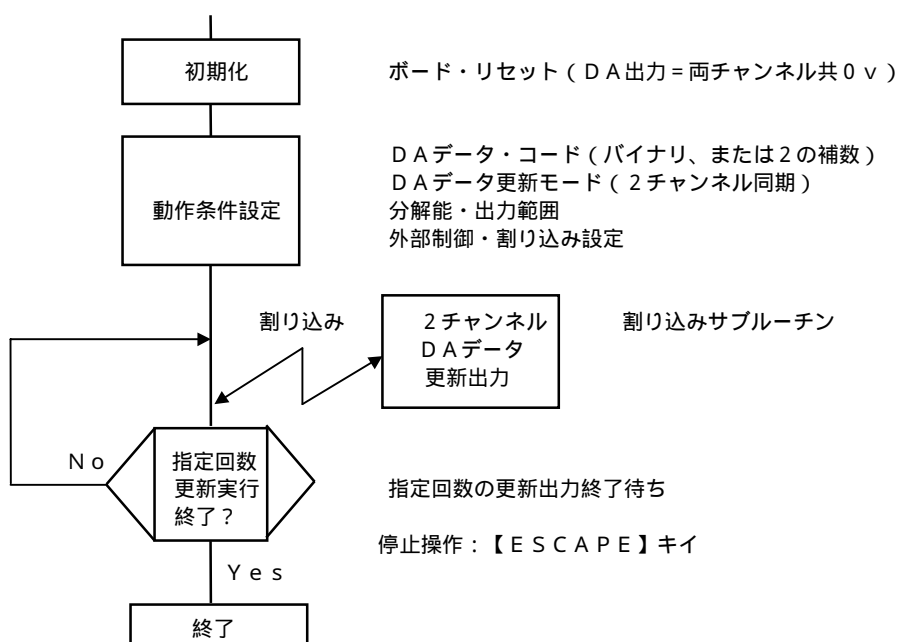 初期化
ボード・リセット（ＤＡ出力＝両チャンネル共０ｖ）
動作条件設定
ＤＡデータ・コード（バイナリ、または２の補数）
ＤＡデータ更新モード（２チャンネル同期）
分解能・出力範囲
外部制御・割り込み設定
割り込み
２チャンネル
ＤＡデータ
更新出力
割り込みサブルーチン
Ｎｏ
指定回数
更新実行
終了？
指定回数の更新出力終了待ち
停止操作：【ＥＳＣＡＰＥ】キイ
Ｙｅｓ
終了